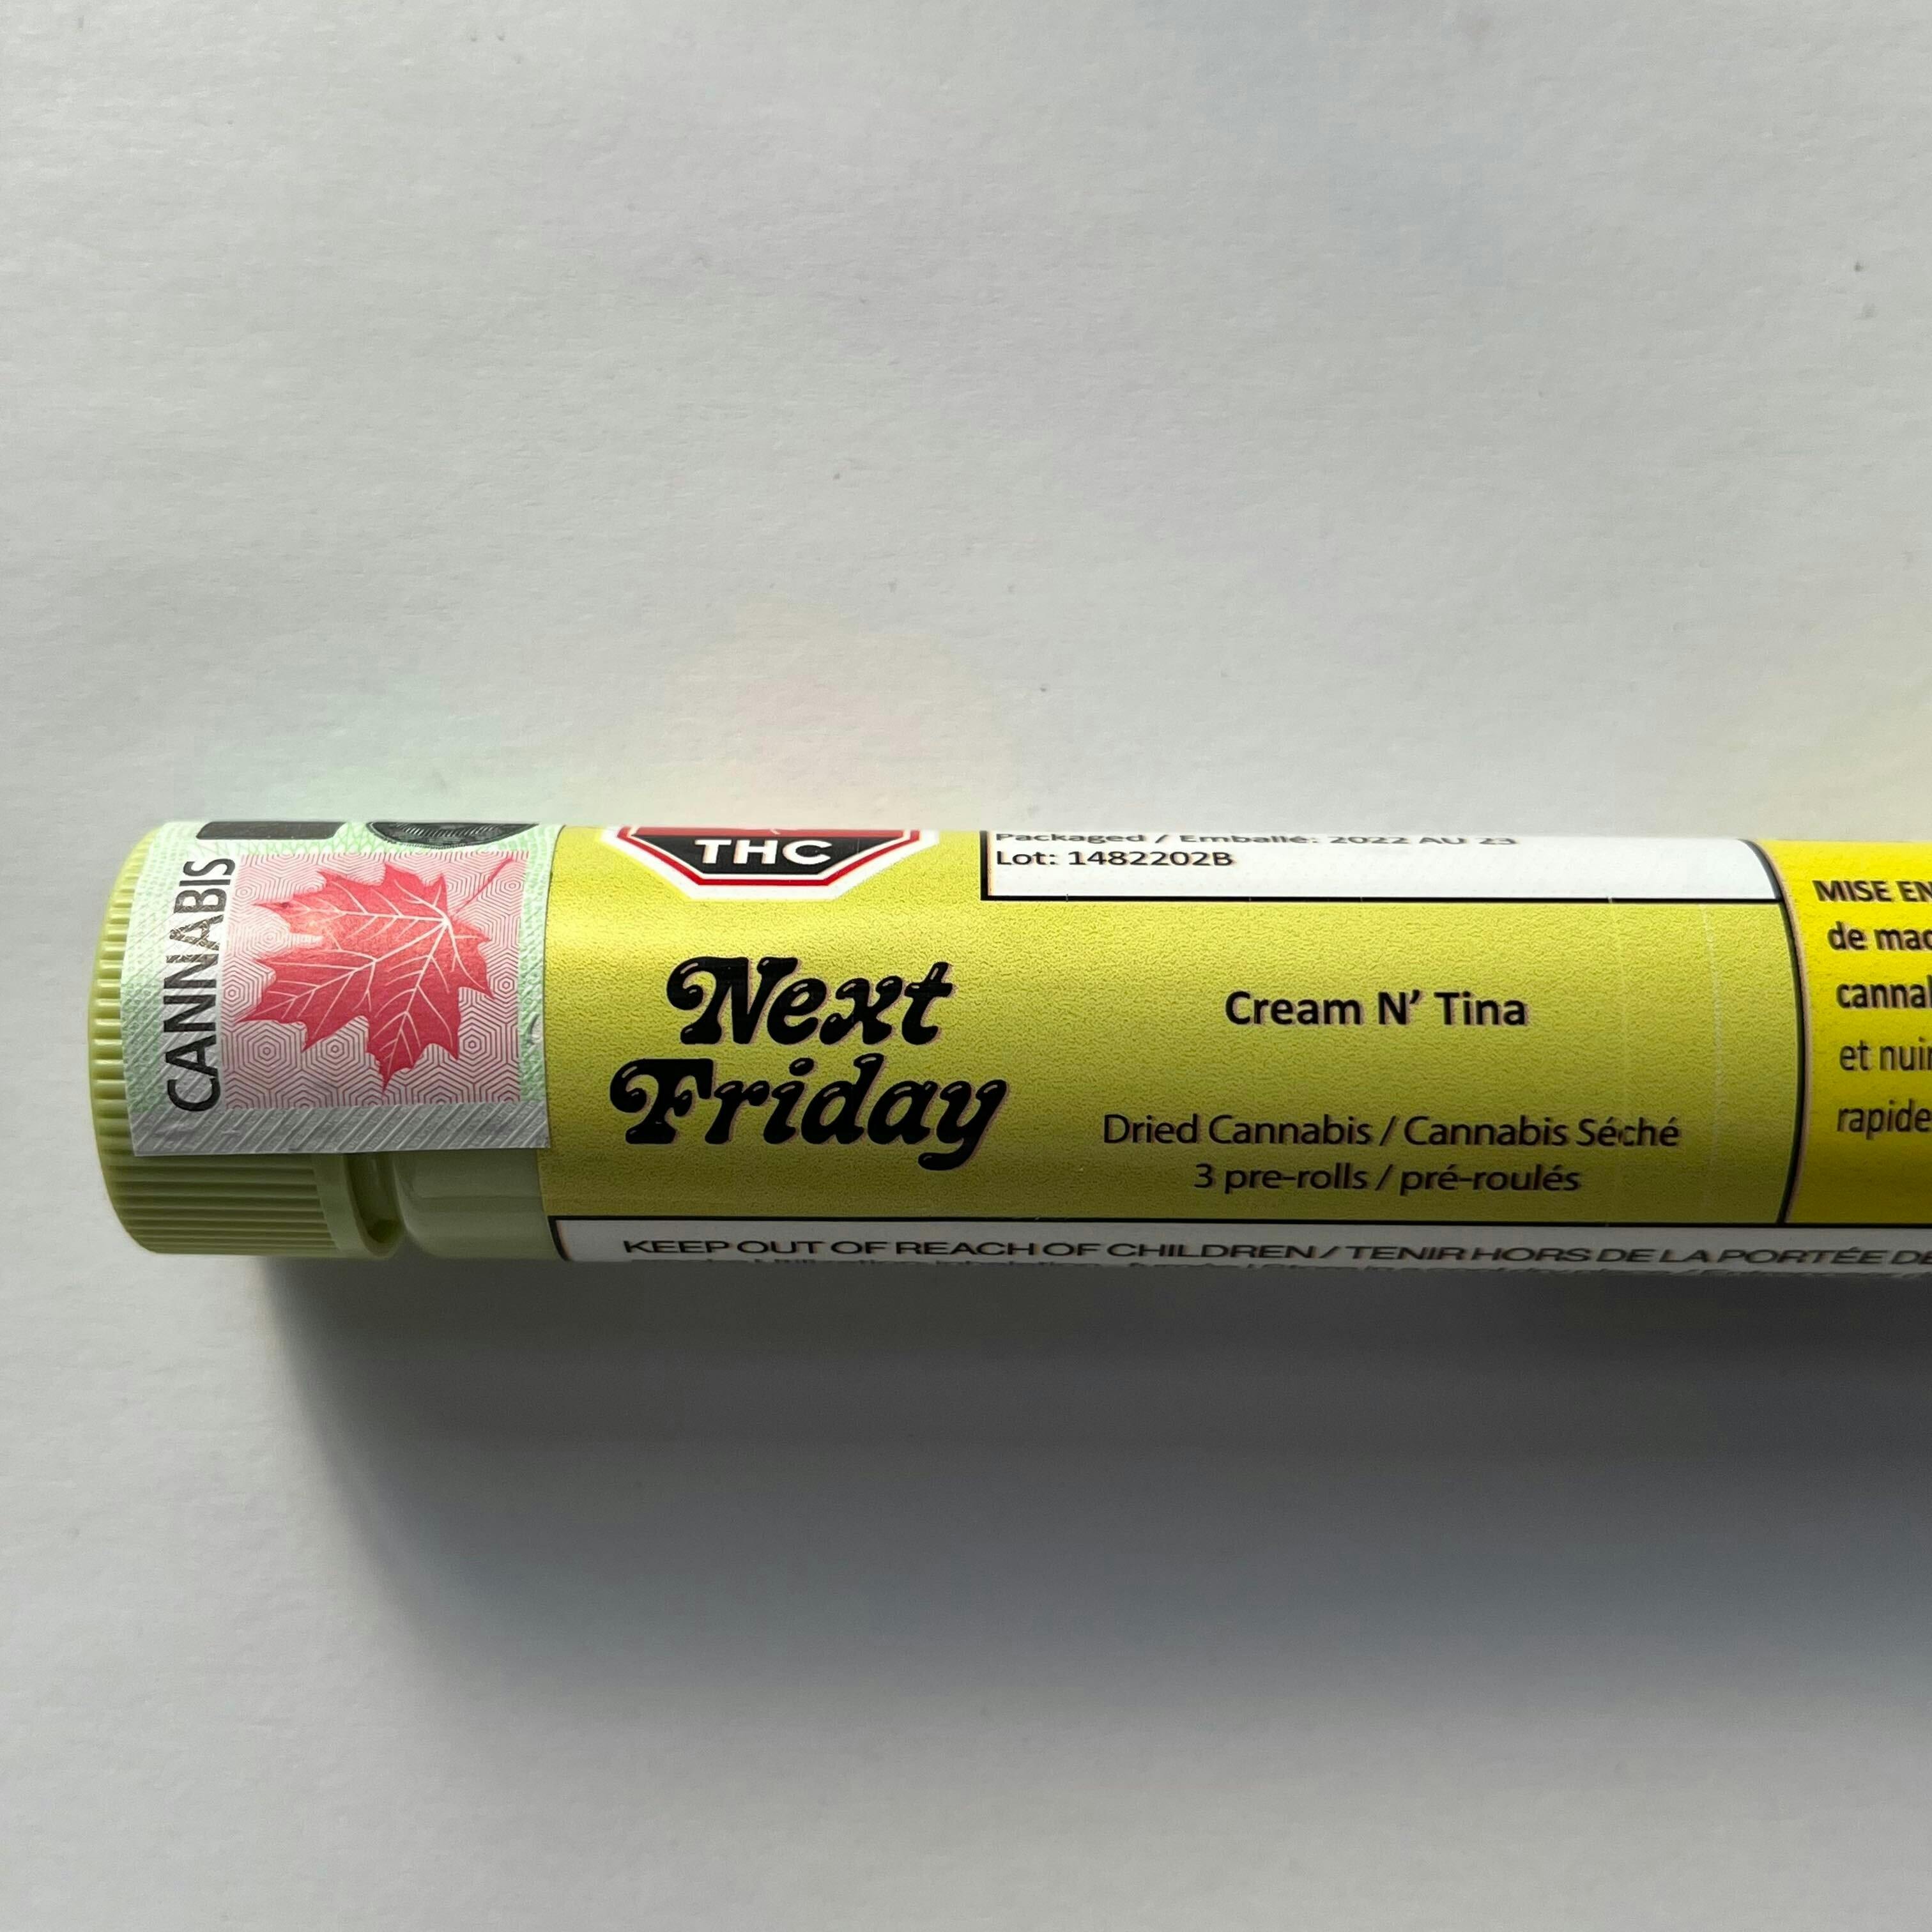 CANNABIS
THC
Packaged / Emballé: 2022 AU 23
Lot: 1482202B
Next
Friday
Cream N’ Tina
Dried Cannabis / Cannabis Séché
3 pre-rolls / pré-roulés
MISE EN
de mac
cannal
et nuir
rapide
KEEP OUT OF REACH OF CHILDREN / TENIR HORS DE LA PORTÉE DE